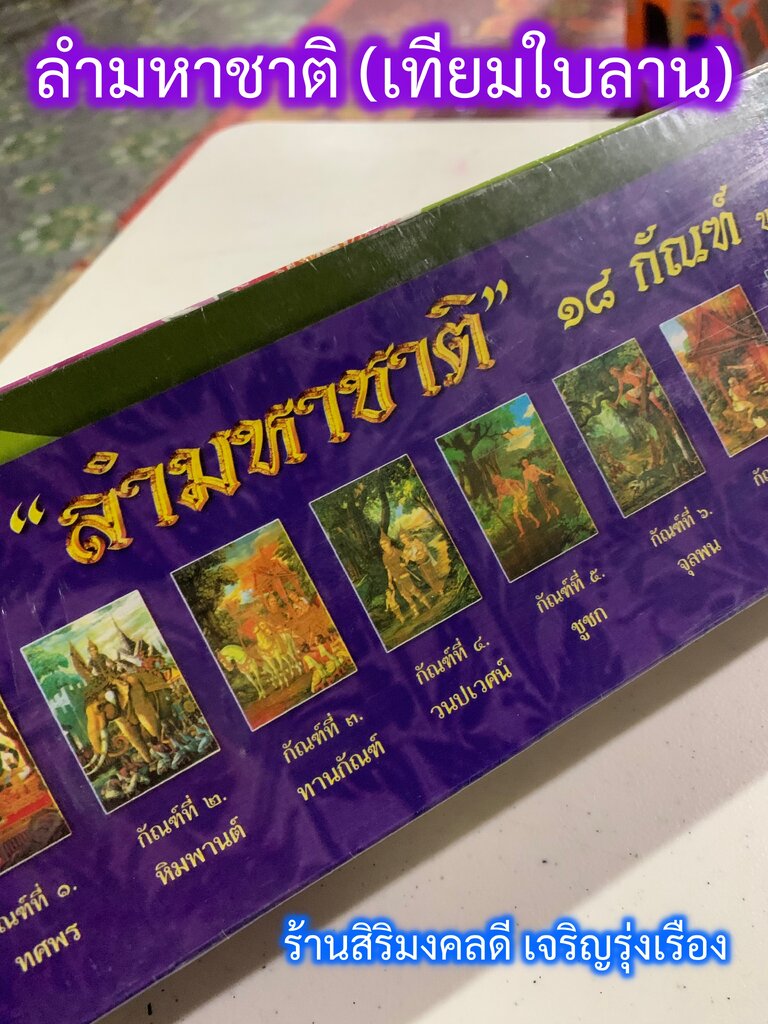 ลำมหาชาติ (เทียมใบลาน)
"ลำมหาชาติ" ๑๘ กัณฑ์
ทศพร
กัณฑ์ที่ ๒.
หิมพานต์
กัณฑ์ที่ ๓.
ทานกัณฑ์
กัณฑ์ที่ ๔.
วนปเวศน์
กัณฑ์ที่ ๕.
ชูชก
กัณฑ์ที่ ๖.
จุลพน
ร้านสิริมงคลดี เจริญรุ่งเรือง